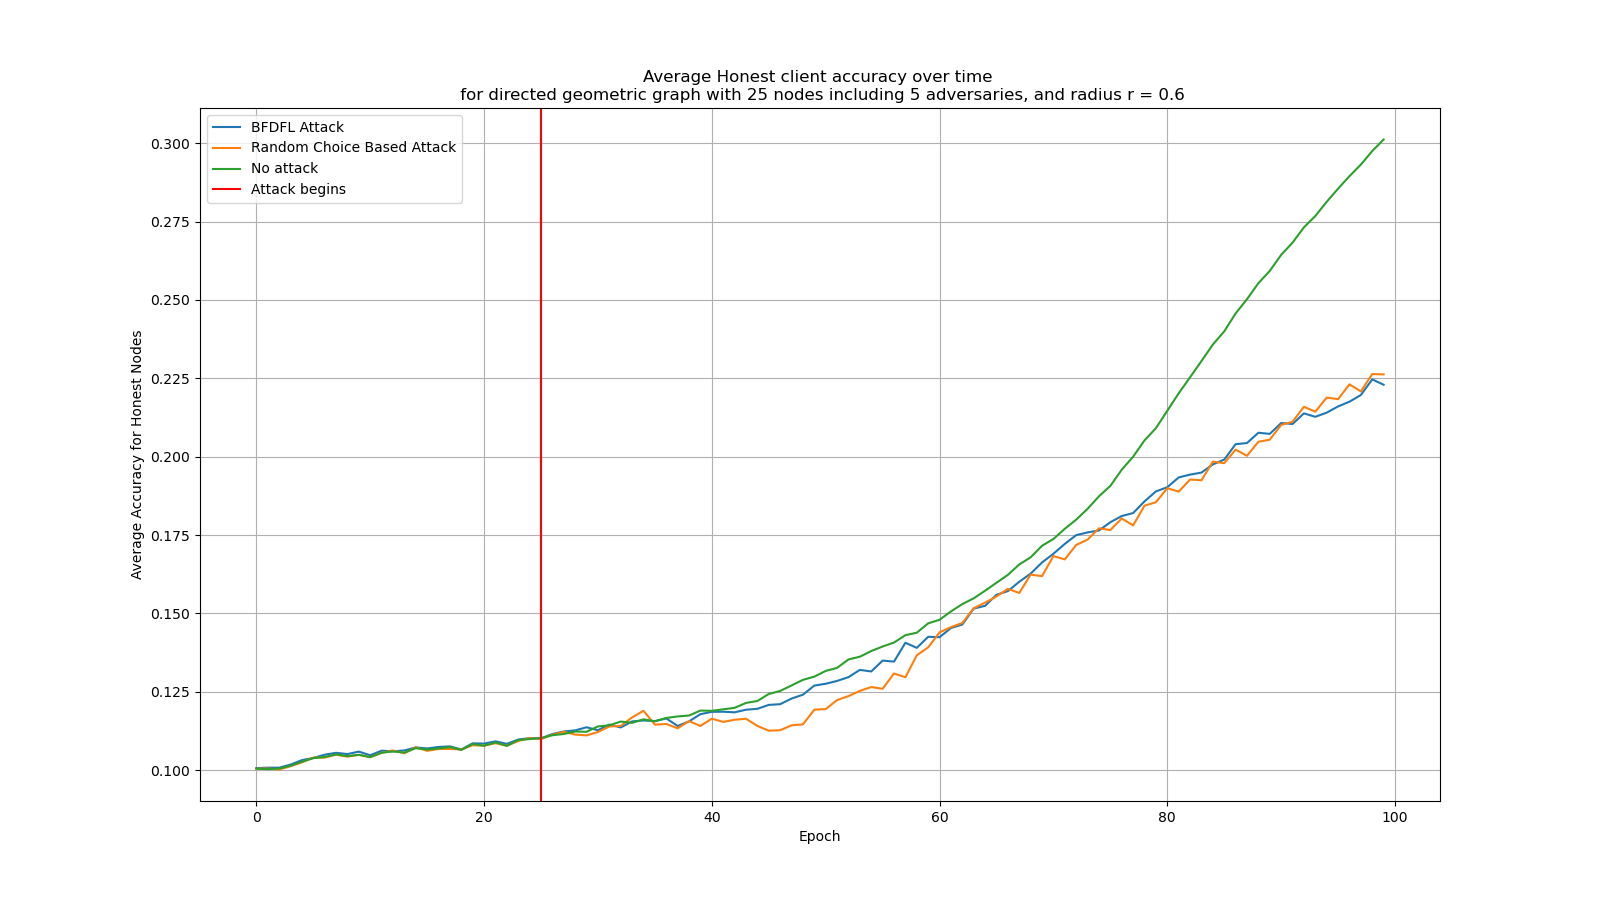 Average Honest client accuracy over time
for directed geometric graph with 25 nodes including 5 adversaries, and radius r = 0.6
BFDFL Attack
Random Choice Based Attack
No attack
Attack begins
Average Accuracy for Honest Nodes
0.300
0.275
0.250
0.225
0.200
0.175
0.150
0.125
0.100
0 20 40 60 80 100
Epoch